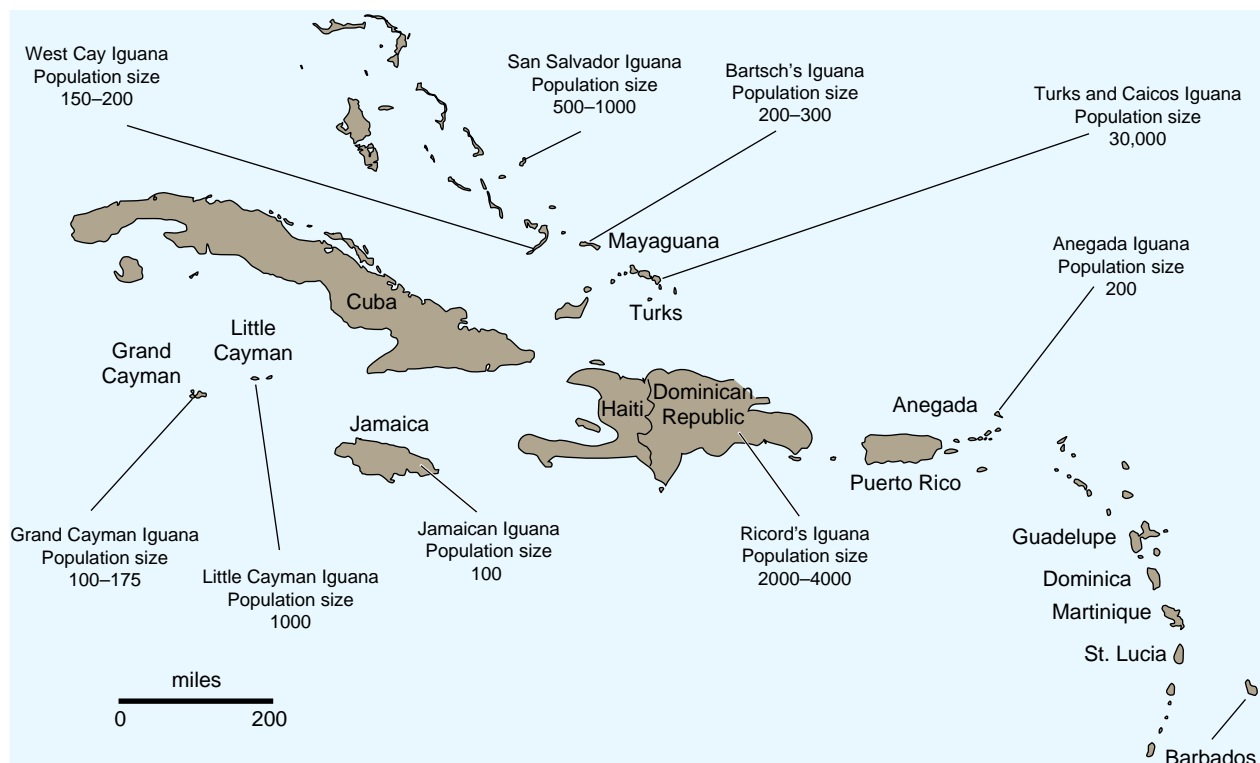 West Cay Iguana
Population size
150–200
San Salvador Iguana
Population size
500–1000
Bartsch's Iguana
Population size
200–300
Turks and Caicos Iguana
Population size
30,000
Mayaguana
Anegada Iguana
Population size
200
Cuba
Turks
Little
Cayman
Grand
Cayman
Haiti
Dominican
Republic
Anegada
Jamaica
Puerto Rico
Grand Cayman Iguana
Population size
100–175
Little Cayman Iguana
Population size
1000
Jamaican Iguana
Population size
100
Ricord's Iguana
Population size
2000–4000
Guadelupe
Dominica
Martinique
St. Lucia
miles
0 200
Barbados